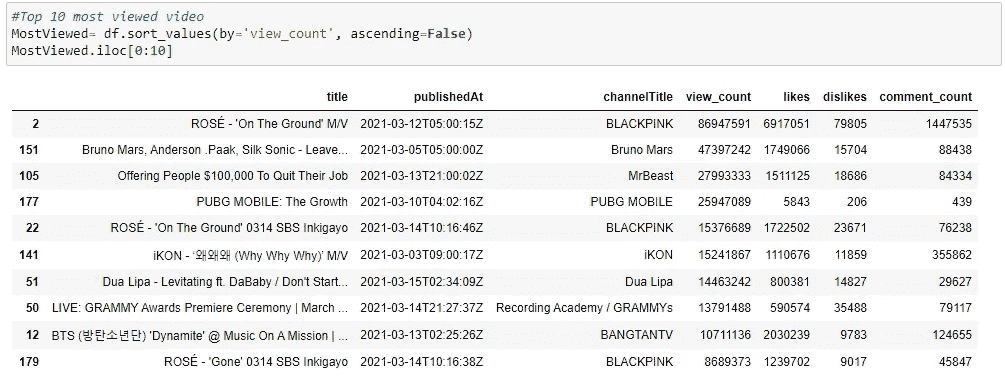 #Top 10 most viewed video
MostViewed= df.sort_values(by='view_count', ascending=False)
MostViewed.iloc[0:10]
title publishedAt channelTitle view_count likes dislikes comment_count
2 ROSÉ - 'On The Ground' M/V 2021-03-12T05:00:15Z BLACKPINK 86947591 6917051 79805 1447535
151 Bruno Mars, Anderson .Paak, Silk Sonic - Leave... 2021-03-05T05:00:00Z Bruno Mars 47397242 1749066 15704 88438
105 Offering People $100,000 To Quit Their Job 2021-03-13T21:00:02Z MrBeast 27993333 1511125 18686 84334
177 PUBG MOBILE: The Growth 2021-03-10T04:02:16Z PUBG MOBILE 25947089 5843 206 439
22 ROSÉ - 'On The Ground' 0314 SBS Inkigayo 2021-03-14T10:16:46Z BLACKPINK 15376689 1722502 23671 76238
141 iKON - ‘왜왜왜 (Why Why Why)’ M/V 2021-03-03T09:00:17Z iKON 15241867 1110676 11859 355862
51 Dua Lipa - Levitating ft. DaBaby / Don't Start... 2021-03-15T02:34:09Z Dua Lipa 14463242 800381 14827 29627
50 LIVE: GRAMMY Awards Premiere Ceremony | March ... 2021-03-14T21:27:37Z Recording Academy / GRAMMYs 13791488 590574 35488 79117
12 BTS (방탄소년단) 'Dynamite' @ Music On A Mission | ... 2021-03-13T02:25:26Z BANGTANTV 10711136 2030239 9783 124655
179 ROSÉ - 'Gone' 0314 SBS Inkigayo 2021-03-14T10:16:38Z BLACKPINK 8689373 1239702 9017 45847